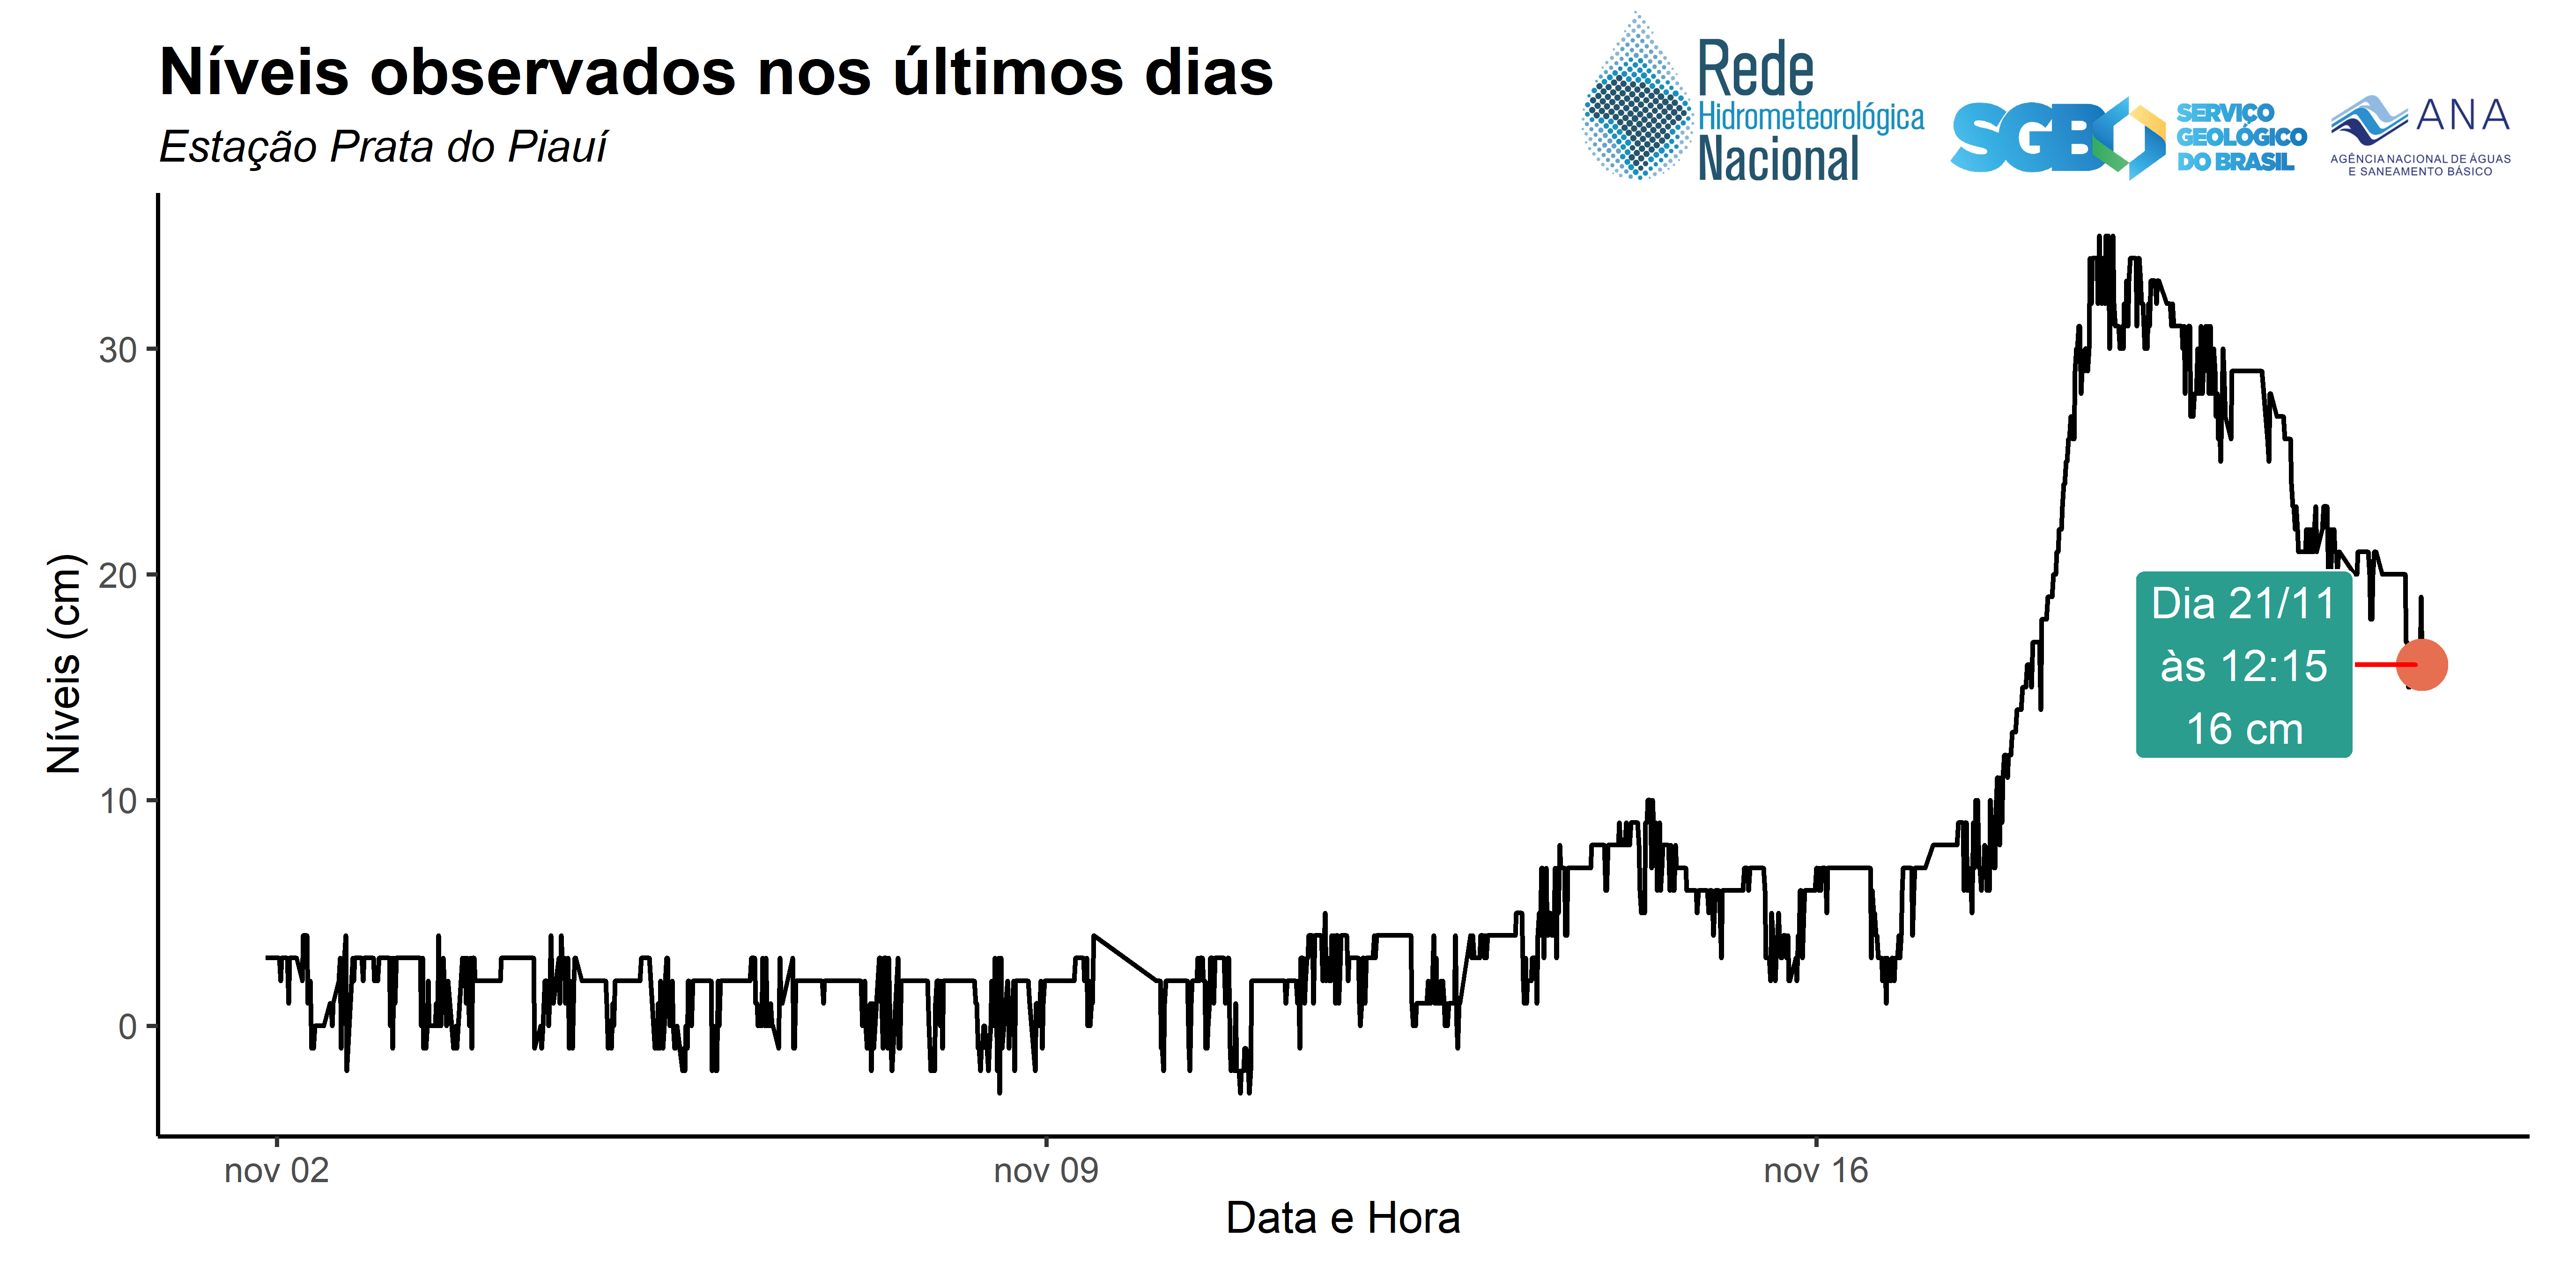 Níveis observados nos últimos dias
Estação Prata do Piauí
Rede
Hidrometeorológica
Nacional
SGB
SERVIÇO
GEOLÓGICO
DO BRASIL
ANA
AGÊNCIA NACIONAL DE ÁGUAS
E SANEAMENTO BÁSICO
Níveis (cm)
30
20
10
0
Dia 21/11
às 12:15
16 cm
nov 02
nov 09
nov 16
Data e Hora